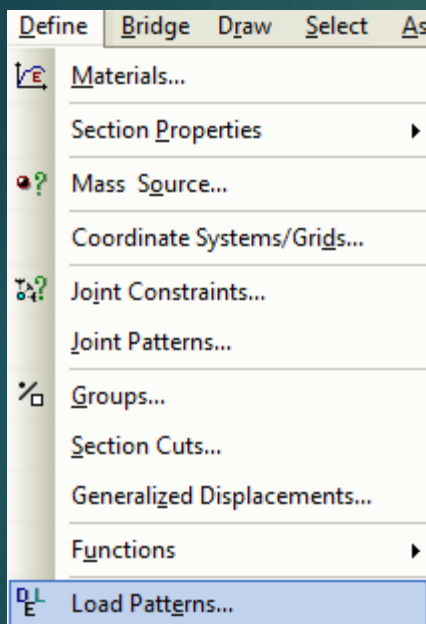 Define Bridge Draw Select As
Materials...
Section Properties
Mass Source...
Coordinate Systems/Grids...
Joint Constraints...
Joint Patterns...
Groups...
Section Cuts...
Generalized Displacements...
Functions
Load Patterns...